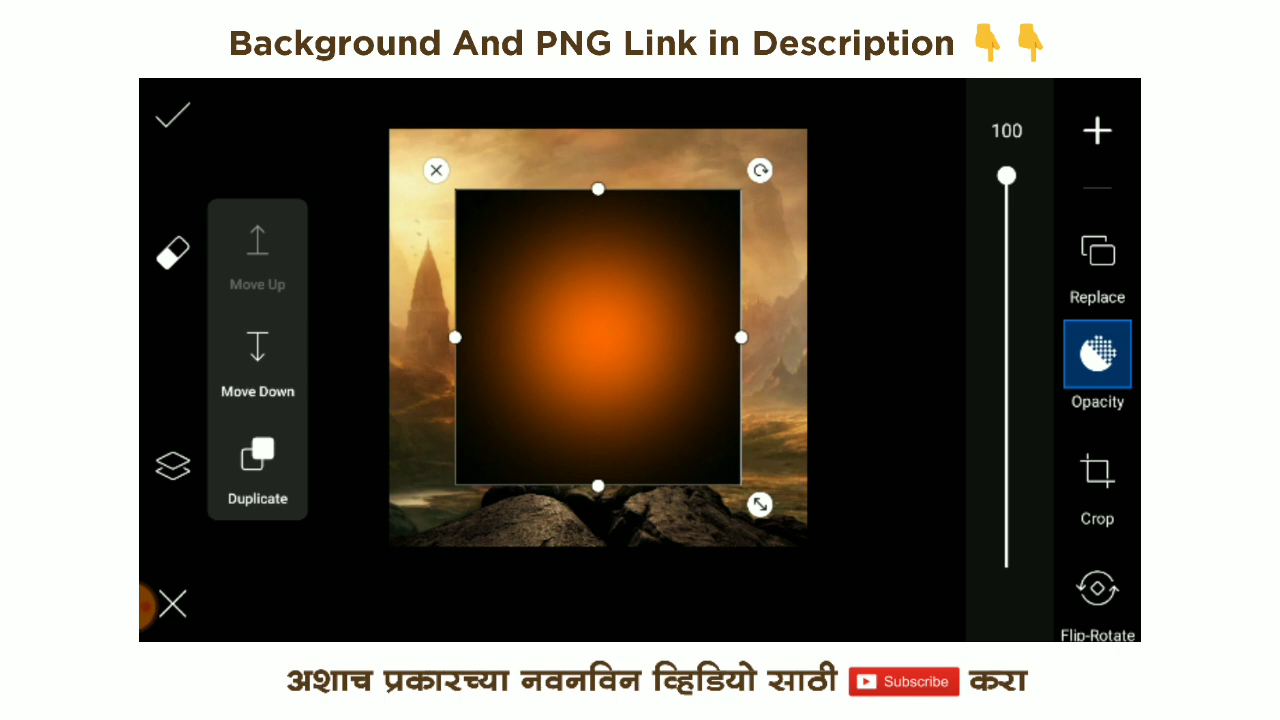 Background And PNG Link in Description 👇👇
100
Move Up
Replace
Move Down
Opacity
Duplicate
Crop
Flip-Rotate
अशाच प्रकारच्या नवनविन व्हिडियो साठी Subscribe करा